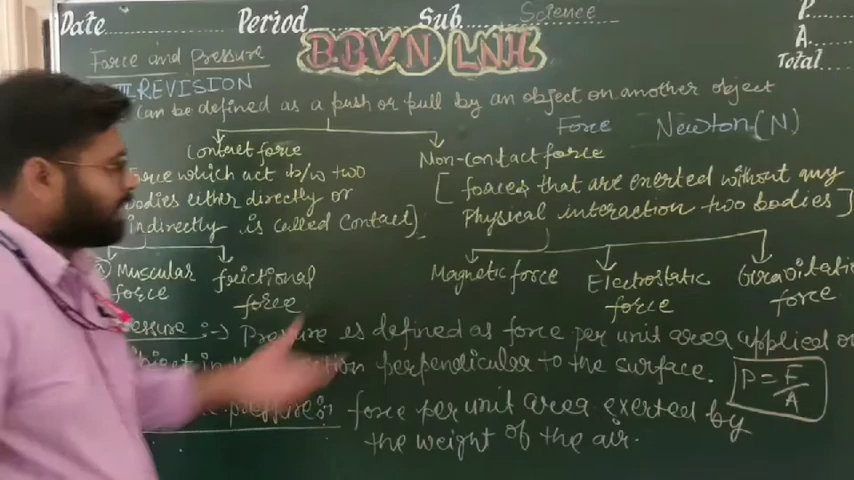 Date Period Sub. Science P
A
Total
BBVN LNH
Force and Pressure
REVISION
can be defined as a push or pull by an object on another object
Force Newton (N)
Contact force Non-Contact force
which act b/w two [ forces that are exerted without any
bodies either directly or Physical interaction two bodies ]
indirectly is called Contact]
Muscular force frictional force Magnetic force Electrostatic force Gravitati force
Pressure is defined as force per unit area applied o
perpendicular to the surface. P = F/A
pressure:- force per unit area exerted by
the weight of the air.